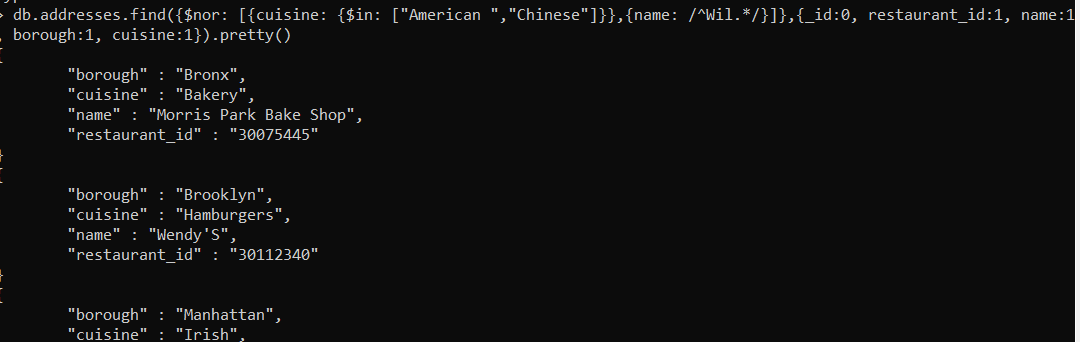 db.addresses.find({$nor: [{cuisine: {$in: ["American ","Chinese"]}},{name: /^Wil.*/}]},{_id:0, restaurant_id:1, name:1
, borough:1, cuisine:1}).pretty()
{
"borough" : "Bronx",
"cuisine" : "Bakery",
"name" : "Morris Park Bake Shop",
"restaurant_id" : "30075445"
}
{
"borough" : "Brooklyn",
"cuisine" : "Hamburgers",
"name" : "Wendy'S",
"restaurant_id" : "30112340"
}
{
"borough" : "Manhattan",
"cuisine" : "Irish",